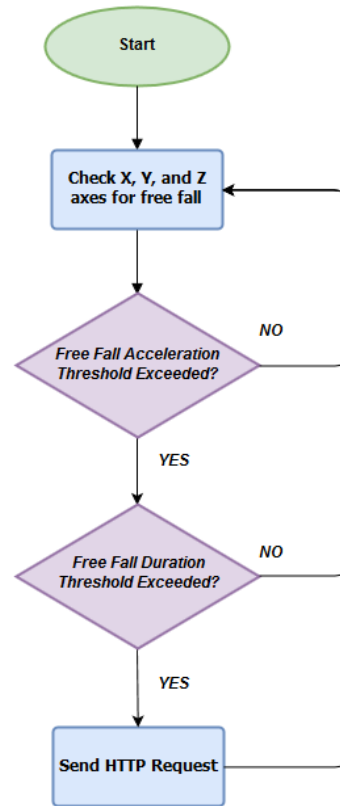 Start
Check X, Y, and Z
axes for free fall
Free Fall Acceleration
Threshold Exceeded?
NO
YES
Free Fall Duration
Threshold Exceeded?
NO
YES
Send HTTP Request